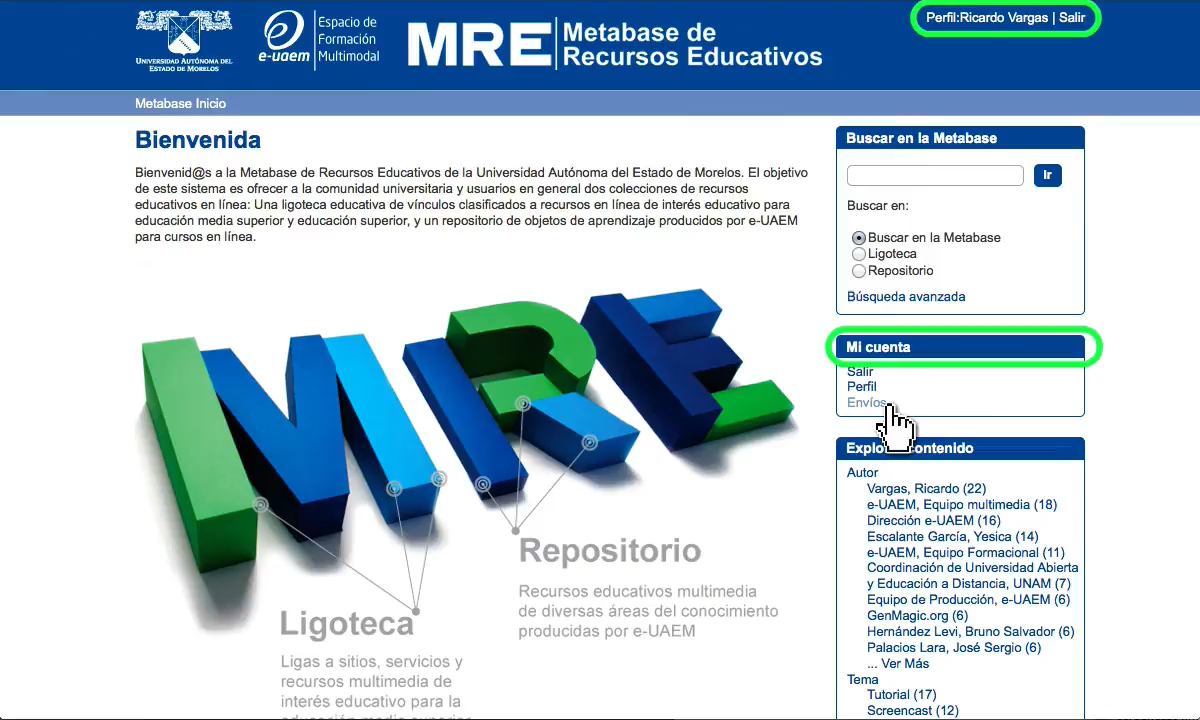 Perfil:Ricardo Vargas | Salir
UNIVERSIDAD AUTÓNOMA DEL
ESTADO DE MORELOS
e-uaem
Espacio de
Formación
Multimodal
MRE
Metabase de
Recursos Educativos
Metabase Inicio
Bienvenida
Bienvenid@s a la Metabase de Recursos Educativos de la Universidad Autónoma del Estado de Morelos. El objetivo
de este sistema es ofrecer a la comunidad universitaria y usuarios en general dos colecciones de recursos
educativos en línea: Una ligoteca educativa de vínculos clasificados a recursos en línea de interés educativo para
educación media superior y educación superior, y un repositorio de objetos de aprendizaje producidos por e-UAEM
para cursos en línea.
MRE
Repositorio
Recursos educativos multimedia
de diversas áreas del conocimiento
producidas por e-UAEM
Ligoteca
Ligas a sitios, servicios y
recursos multimedia de
interés educativo para la
educación media superior
Buscar en la Metabase
Ir
Buscar en:
Buscar en la Metabase
Ligoteca
Repositorio
Búsqueda avanzada
Mi cuenta
Salir
Perfil
Envíos
contenido
Autor
Vargas, Ricardo (22)
e-UAEM, Equipo multimedia (18)
Dirección e-UAEM (16)
Escalante García, Yesica (14)
e-UAEM, Equipo Formacional (11)
Coordinación de Universidad Abierta
y Educación a Distancia, UNAM (7)
Equipo de Producción, e-UAEM (6)
GenMagic.org (6)
Hernández Levi, Bruno Salvador (6)
Palacios Lara, José Sergio (6)
... Ver Más
Tema
Tutorial (17)
Screencast (12)